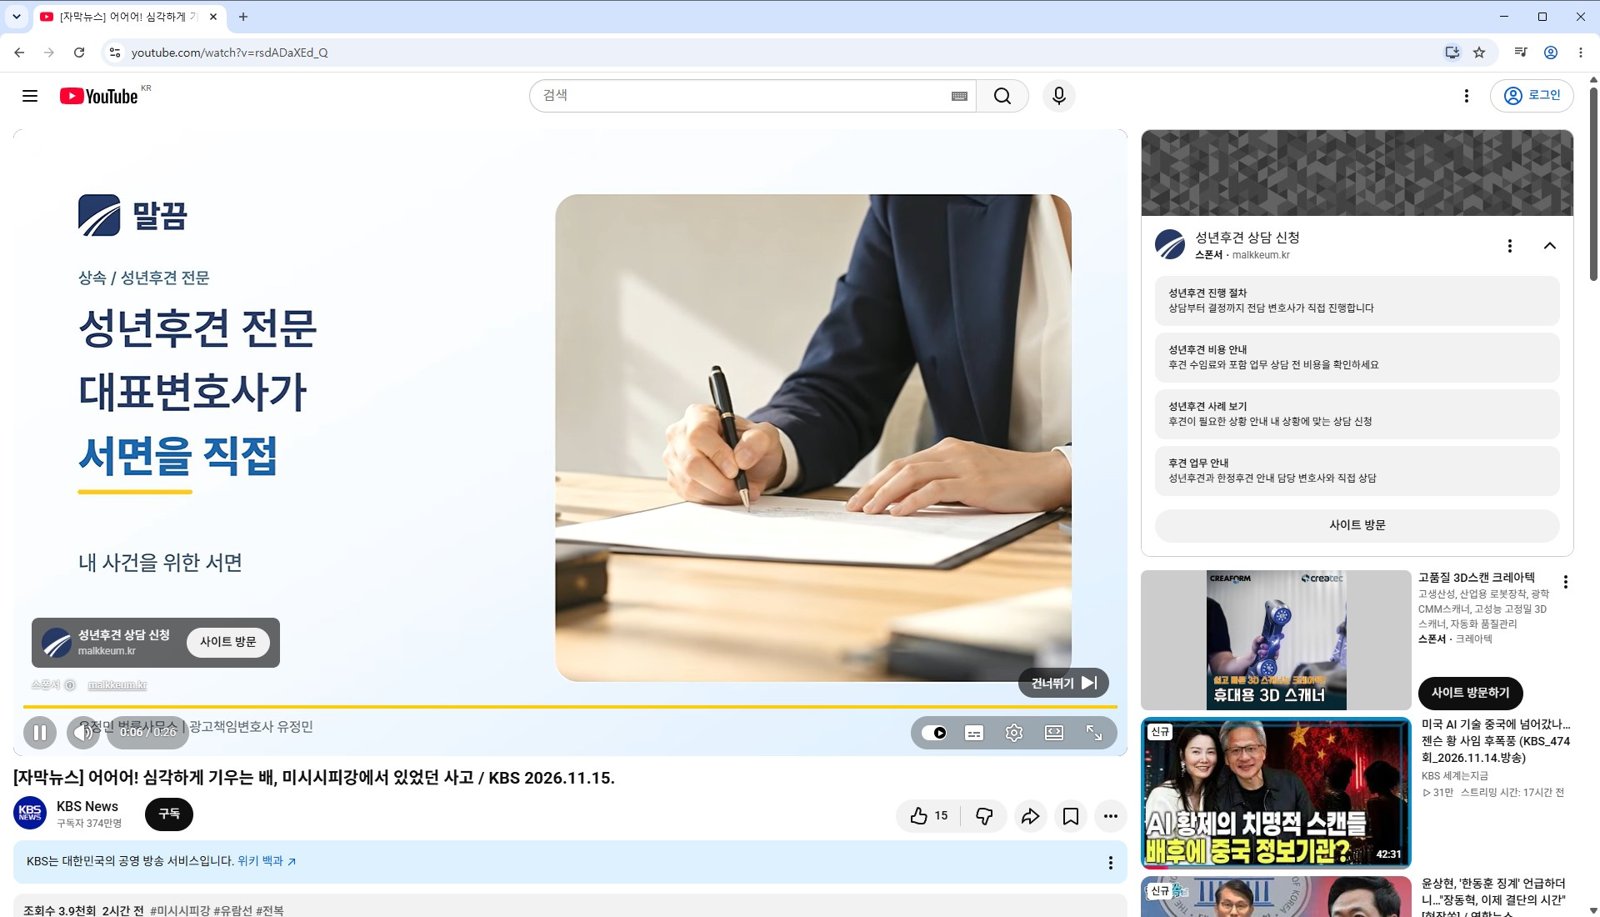 [자막뉴스] 어어어! 심각하게 기
youtube.com/watch?v=rsdADaXEd_Q
YouTube KR
검색
로그인
말끔
상속 / 성년후견 전문
성년후견 전문
대표변호사가
서면을 직접
내 사건을 위한 서면
성년후견 상담 신청
malkkeum.kr
사이트 방문
스폰서
malkkeum.kr
건너뛰기
유정민 법률사무소 | 광고책임변호사 유정민
0:06 / 0:26
[자막뉴스] 어어어! 심각하게 기우는 배, 미시시피강에서 있었던 사고 / KBS 2026.11.15.
KBS NEWS
KBS News
구독자 374만명
구독
15
KBS는 대한민국의 공영 방송 서비스입니다. 위키 백과
조회수 3.9천회 2시간 전 #미시시피강 #유람선 #전복
성년후견 상담 신청
스폰서 · malkkeum.kr
성년후견 진행 절차
상담부터 결정까지 전담 변호사가 직접 진행합니다
성년후견 비용 안내
후견 수임료와 포함 업무 상담 전 비용을 확인하세요
성년후견 사례 보기
후견이 필요한 상황 안내 내 상황에 맞는 상담 신청
후견 업무 안내
성년후견과 한정후견 안내 담당 변호사와 직접 상담
사이트 방문
CREAFORM
createc
휴대용 3D 스캐너
고품질 3D스캔 크레아텍
고생산성, 산업용 로봇장착, 광학
CMM스캐너, 고성능 고정밀 3D
스캐너, 자동화 품질관리
스폰서 · 크레아텍
사이트 방문하기
신규
AI 황제의 치명적 스캔들
배후에 중국 정보기관?
42:31
미국 AI 기술 중국에 넘어갔나...
젠슨 황 사임 후폭풍 (KBS_474
회_2026.11.14.방송)
KBS 세계는지금
31만 스트리밍 시간: 17시간 전
신규
윤상현, '한동훈 징계' 언급하더
니..."장동혁, 이제 결단의 시간"